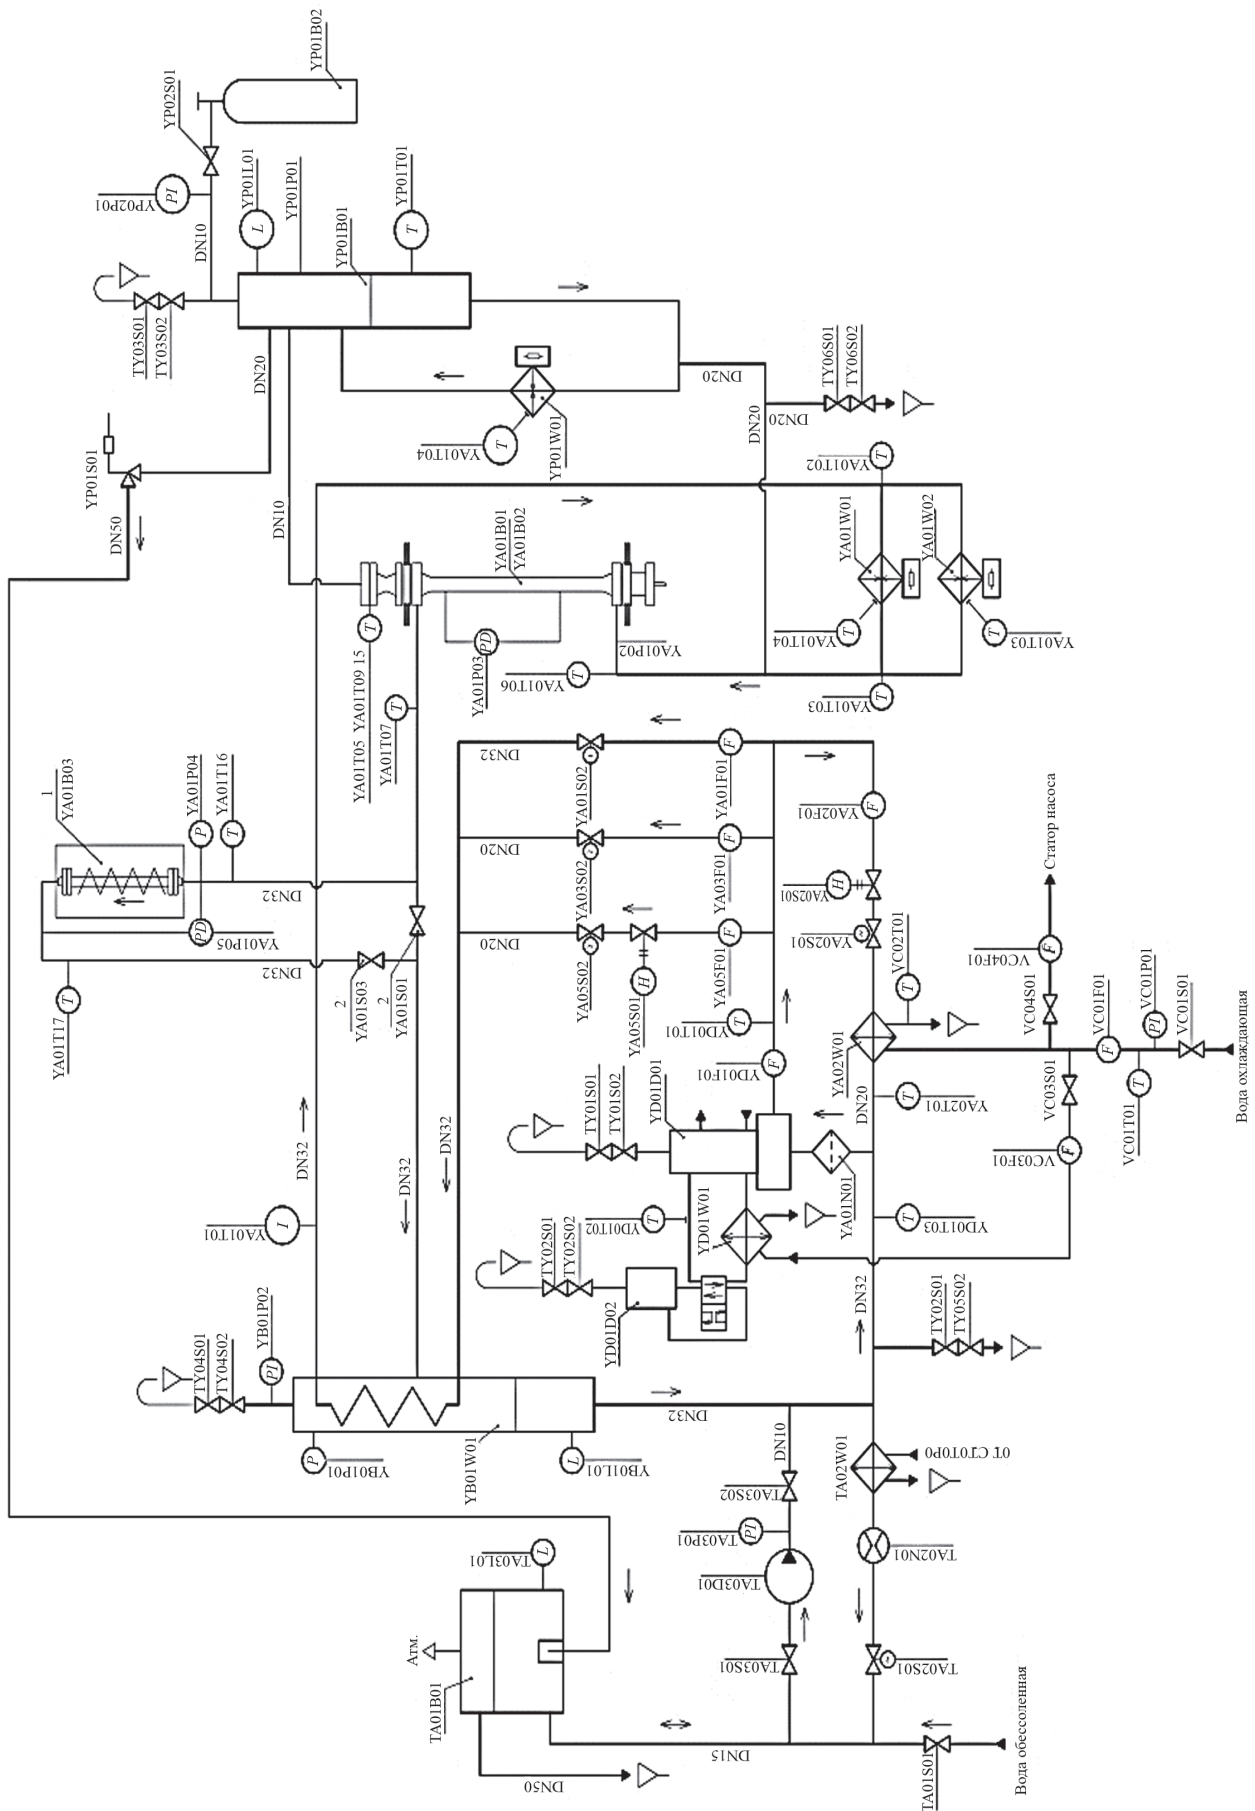 YP01B02
YP02S01
PI
YP02P01
DN10
L
YP01L01
YP01P01
YP01B01
T
YP01T01
TY03S01
TY03S02
DN20
YP01S01
DN50
DN10
T
YA01T04
YP01W01
DN20
DN20
DN20
TY06S01
TY06S02
YA01B01
YA01B02
T
YA01T05 YA01T09 15
PD
YA01P03
YA01P02
T
YA01T06
T
YA01T07
T
YA01T02
YA01W01
YA01W02
T
YA01T04
T
YA01T03
T
YA01T03
1
YA01B03
P
YA01P04
T
YA01T16
PD
YA01P05
DN32
DN32
T
YA01T17
2
YA01S03
2
YA01S01
DN32
YA01S02
F
YA01F01
DN20
YA03S02
F
YA03F01
DN20
YA05S02
H
YA05S01
F
YA05F01
T
YD01T01
F
YD01F01
F
YA02F01
H
YA02S01
YA02S01
T
VC02T01
YA02W01
DN20
T
YA02T01
Статор насоса
F
VC04F01
VC04S01
F
VC01F01
PI
VC01P01
VC01S01
T
VC01T01
VC03S01
F
VC03F01
Вода охлаждающая
DN32
DN32
DN32
I
YA01T01
TY01S01
TY01S02
YD01D01
YA01N01
T
YD01T02
YD01W01
T
YD01T03
TY02S01
TY02S02
YD01D02
DN32
TY02S01
TY05S02
TY04S01
TY04S02
PI
YB01P02
P
YB01P01
YB01W01
L
YB01L01
DN32
DN10
TA03S02
PI
TA03P01
TA03D01
TA03S01
TA02W01
ОТ СТОТОР0
TA02N01
TA02S01
L
TA03L01
Атм.
TA01B01
DN50
DN15
TA01S01
Вода обессоленная